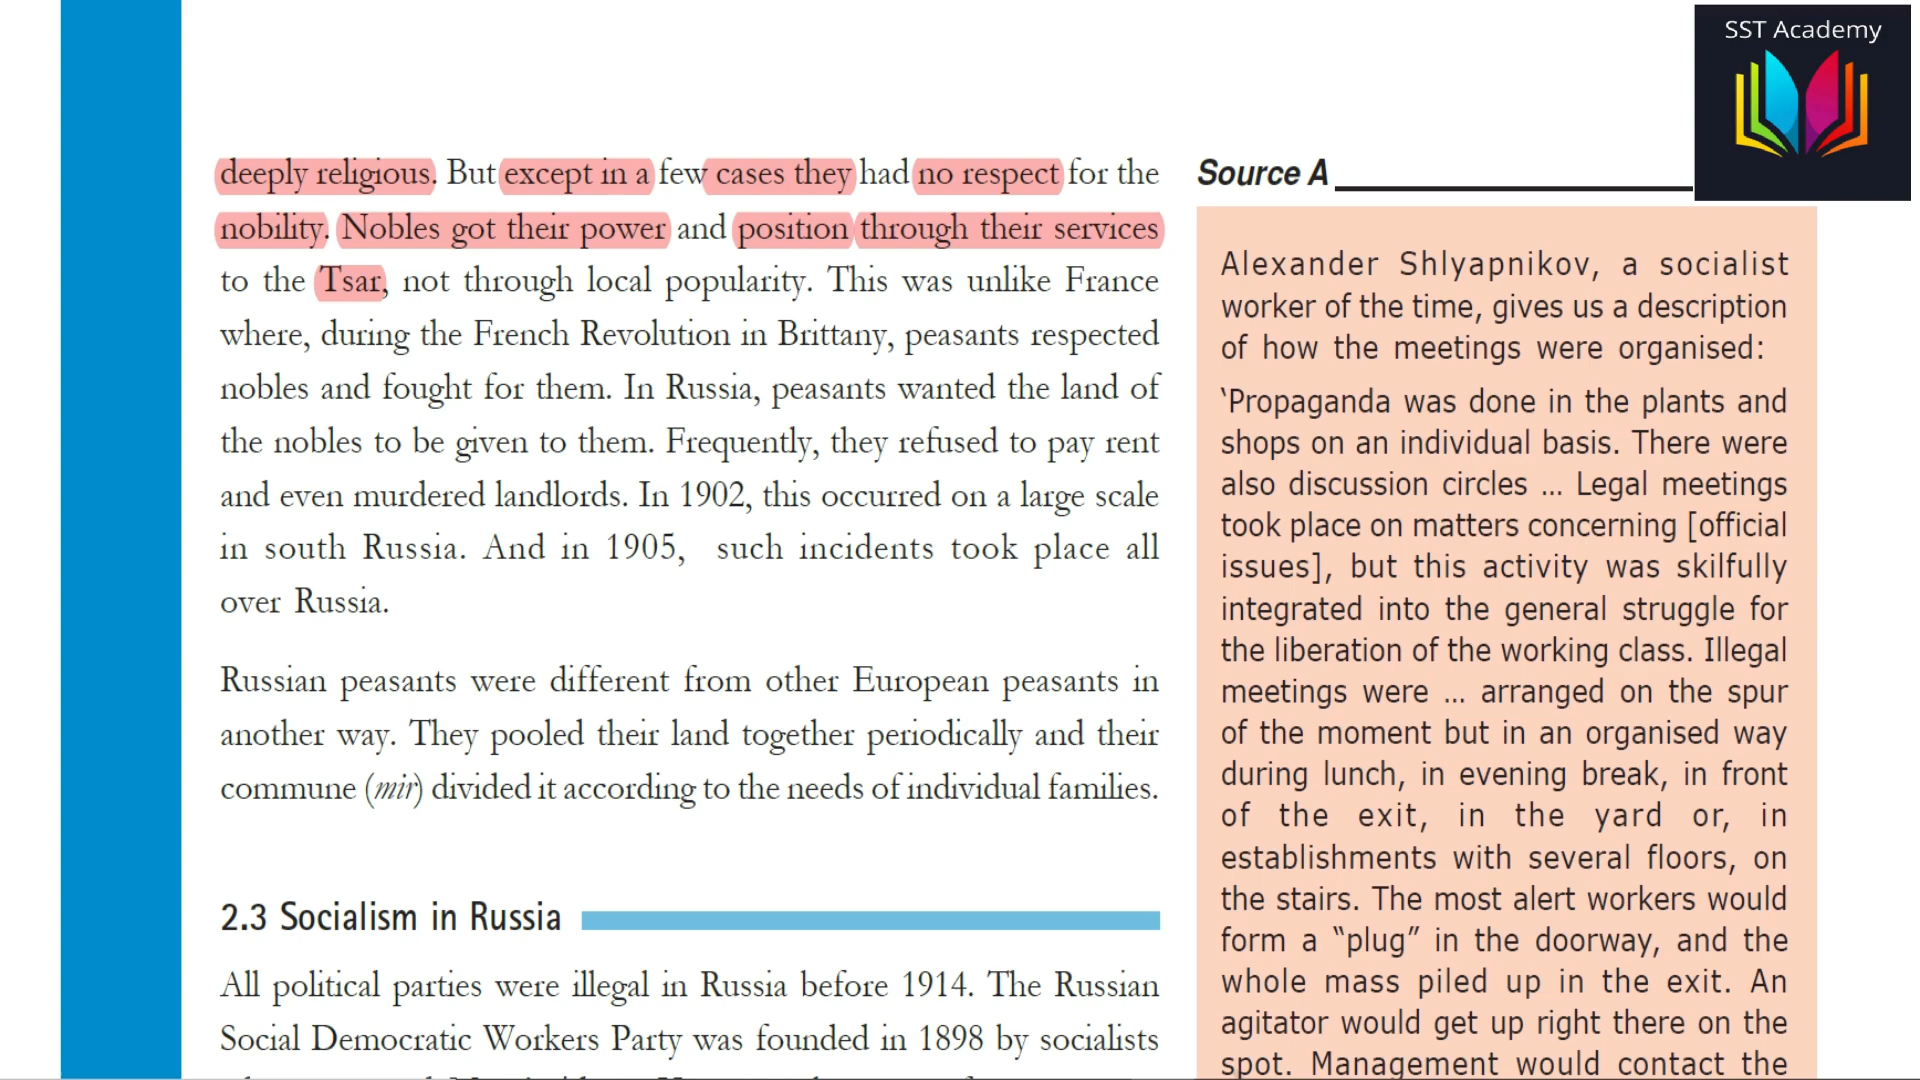 SST Academy
deeply religious. But except in a few cases they had no respect for the
nobility. Nobles got their power and position through their services
to the Tsar, not through local popularity. This was unlike France
where, during the French Revolution in Brittany, peasants respected
nobles and fought for them. In Russia, peasants wanted the land of
the nobles to be given to them. Frequently, they refused to pay rent
and even murdered landlords. In 1902, this occurred on a large scale
in south Russia. And in 1905, such incidents took place all
over Russia.
Russian peasants were different from other European peasants in
another way. They pooled their land together periodically and their
commune (mir) divided it according to the needs of individual families.
2.3 Socialism in Russia
All political parties were illegal in Russia before 1914. The Russian
Social Democratic Workers Party was founded in 1898 by socialists
Source A
Alexander Shlyapnikov, a socialist
worker of the time, gives us a description
of how the meetings were organised:
‘Propaganda was done in the plants and
shops on an individual basis. There were
also discussion circles … Legal meetings
took place on matters concerning [official
issues], but this activity was skilfully
integrated into the general struggle for
the liberation of the working class. Illegal
meetings were … arranged on the spur
of the moment but in an organised way
during lunch, in evening break, in front
of the exit, in the yard or, in
establishments with several floors, on
the stairs. The most alert workers would
form a “plug” in the doorway, and the
whole mass piled up in the exit. An
agitator would get up right there on the
spot. Management would contact the